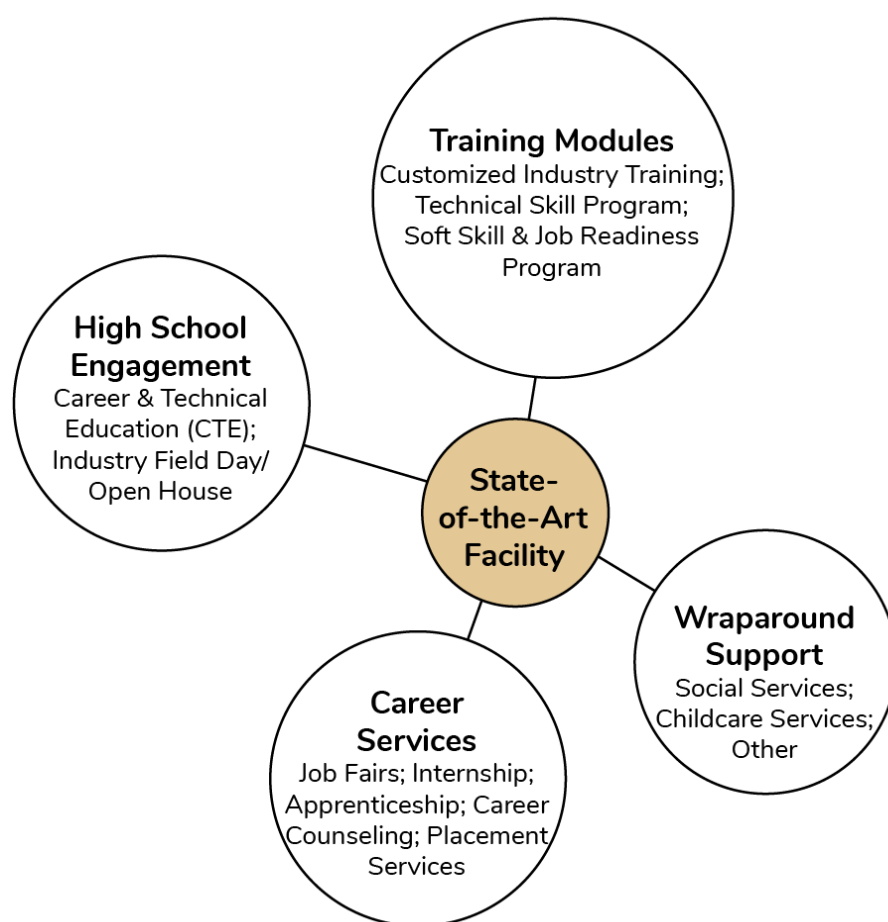 Training Modules
Customized Industry Training;
Technical Skill Program;
Soft Skill & Job Readiness
Program
High School
Engagement
Career & Technical
Education (CTE);
Industry Field Day/
Open House
State-
of-the-Art
Facility
Wraparound
Support
Social Services;
Childcare Services;
Other
Career
Services
Job Fairs; Internship;
Apprenticeship; Career
Counseling; Placement
Services